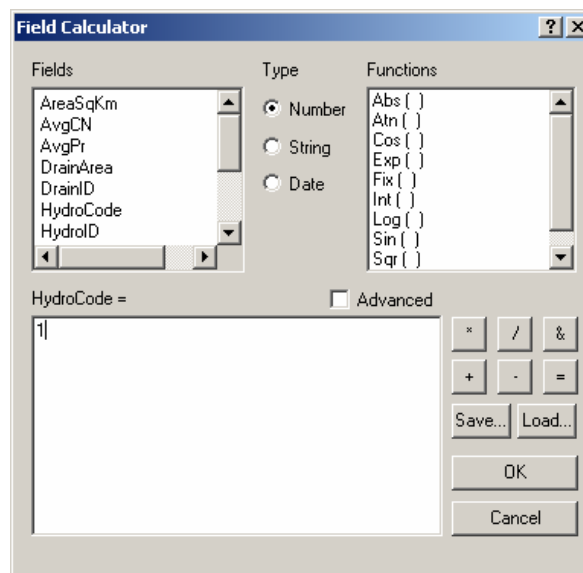 Field Calculator
Fields
AreaSqKm
AvgCN
AvgPr
DrainArea
DrainID
HydroCode
HydroID
Type
Number
String
Date
Functions
Abs ( )
Atn ( )
Cos ( )
Exp ( )
Fix ( )
Int ( )
Log ( )
Sin ( )
Sqr ( )
HydroCode =
Advanced
1
* / &
+ - =
Save... Load...
OK
Cancel